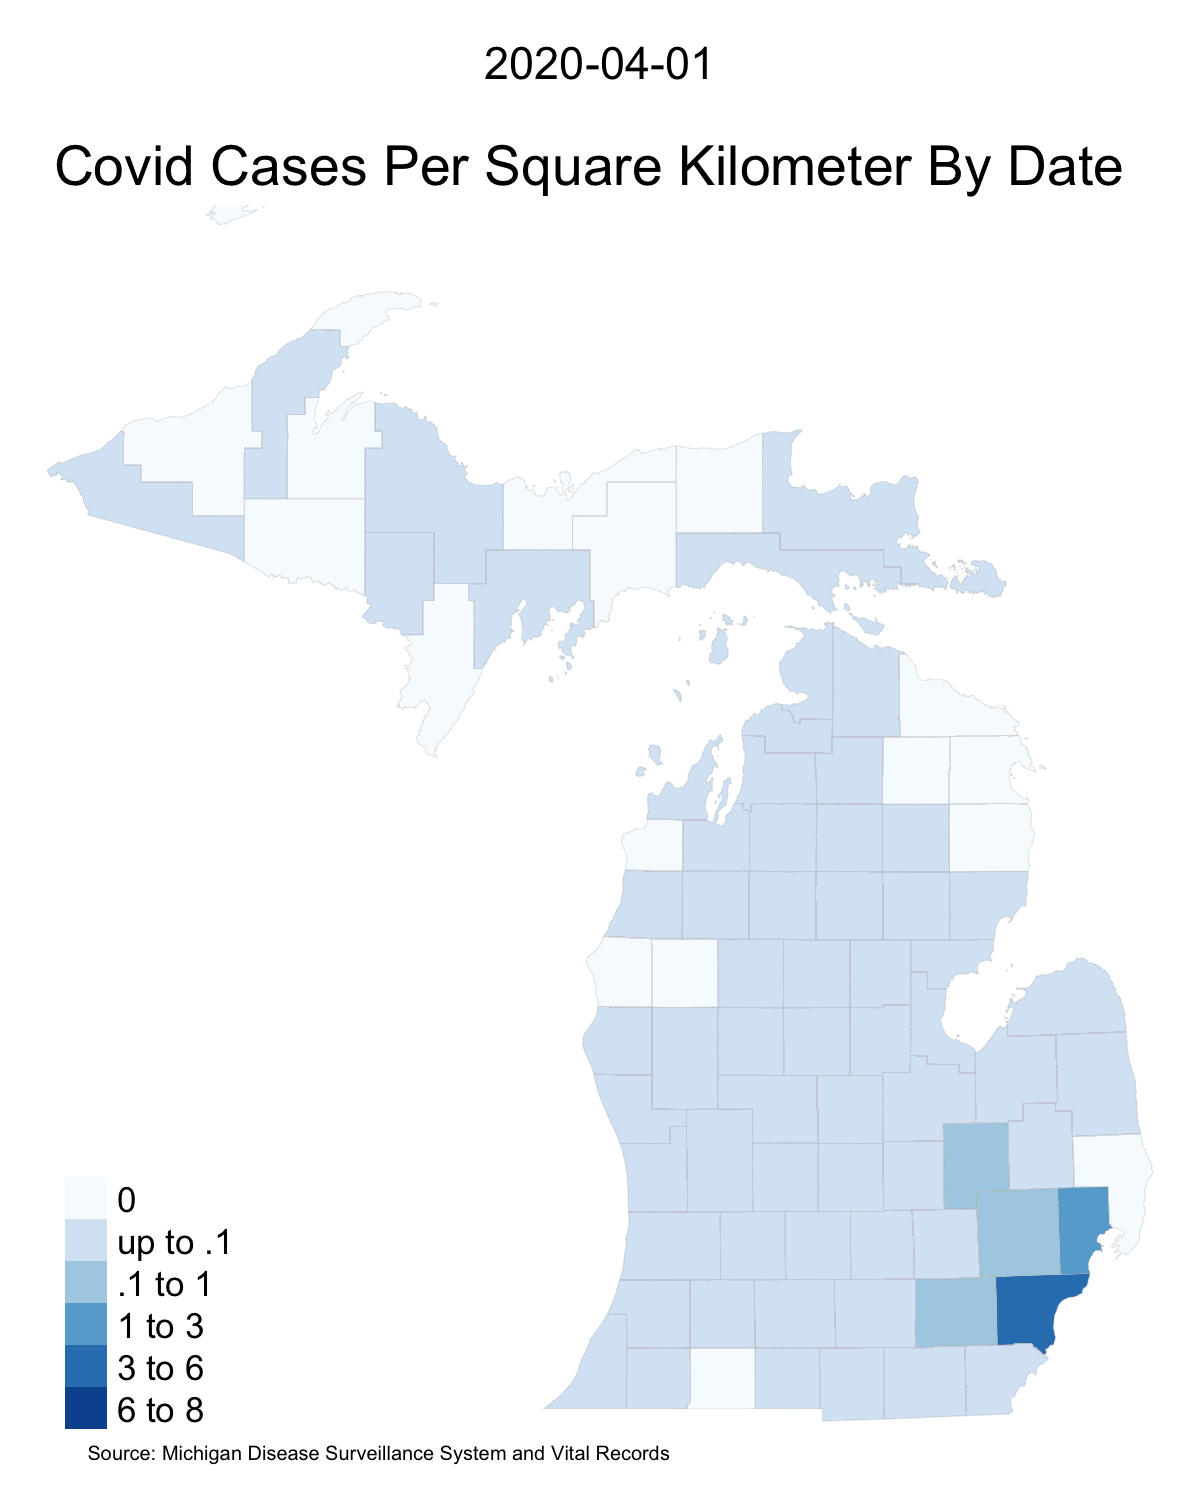 2020-04-01
Covid Cases Per Square Kilometer By Date
0
up to .1
.1 to 1
1 to 3
3 to 6
6 to 8
Source: Michigan Disease Surveillance System and Vital Records